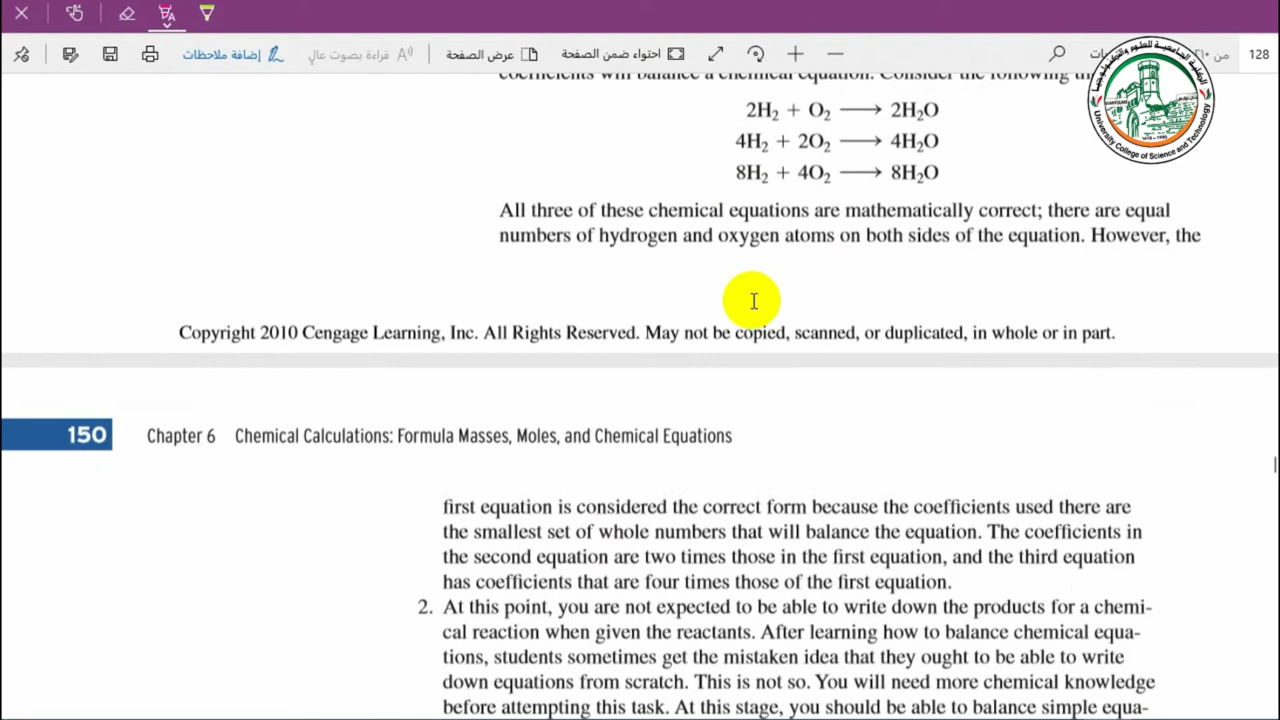 إضافة ملاحظات
قراءة بصوت عالٍ
عرض الصفحة
احتواء ضمن الصفحة
من
128
coefficients will balance a chemical equation. Consider the following
2H₂ + O₂ ⟶ 2H₂O
4H₂ + 2O₂ ⟶ 4H₂O
8H₂ + 4O₂ ⟶ 8H₂O
All three of these chemical equations are mathematically correct; there are equal
numbers of hydrogen and oxygen atoms on both sides of the equation. However, the
Copyright 2010 Cengage Learning, Inc. All Rights Reserved. May not be copied, scanned, or duplicated, in whole or in part.
150 Chapter 6 Chemical Calculations: Formula Masses, Moles, and Chemical Equations
first equation is considered the correct form because the coefficients used there are
the smallest set of whole numbers that will balance the equation. The coefficients in
the second equation are two times those in the first equation, and the third equation
has coefficients that are four times those of the first equation.
2. At this point, you are not expected to be able to write down the products for a chemi-
cal reaction when given the reactants. After learning how to balance chemical equa-
tions, students sometimes get the mistaken idea that they ought to be able to write
down equations from scratch. This is not so. You will need more chemical knowledge
before attempting this task. At this stage, you should be able to balance simple equa-
University College of Science and Technology